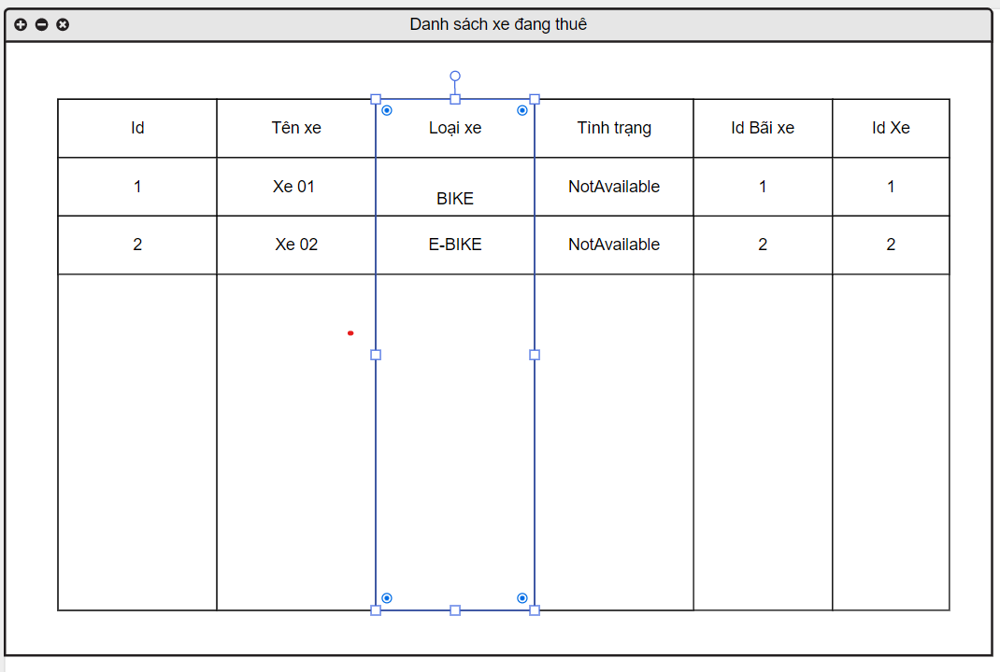 Danh sách xe đang thuê
Id Tên xe Loại xe Tình trạng Id Bãi xe Id Xe
1 Xe 01 BIKE NotAvailable 1 1
2 Xe 02 E-BIKE NotAvailable 2 2